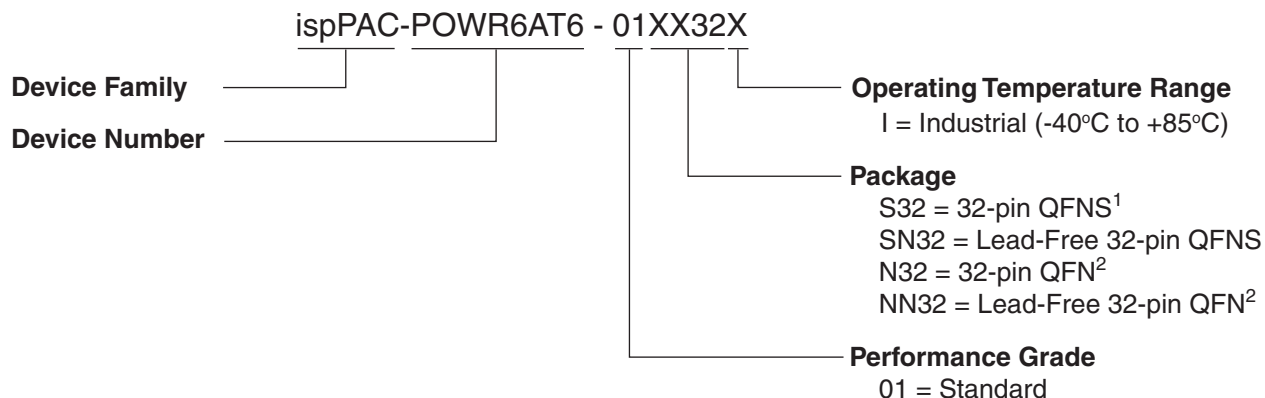 ispPAC-POWR6AT6 - 01XX32X
Device Family
Device Number
Operating Temperature Range
I = Industrial (-40°C to +85°C)
Package
S32 = 32-pin QFNS¹
SN32 = Lead-Free 32-pin QFNS
N32 = 32-pin QFN²
NN32 = Lead-Free 32-pin QFN²
Performance Grade
01 = Standard